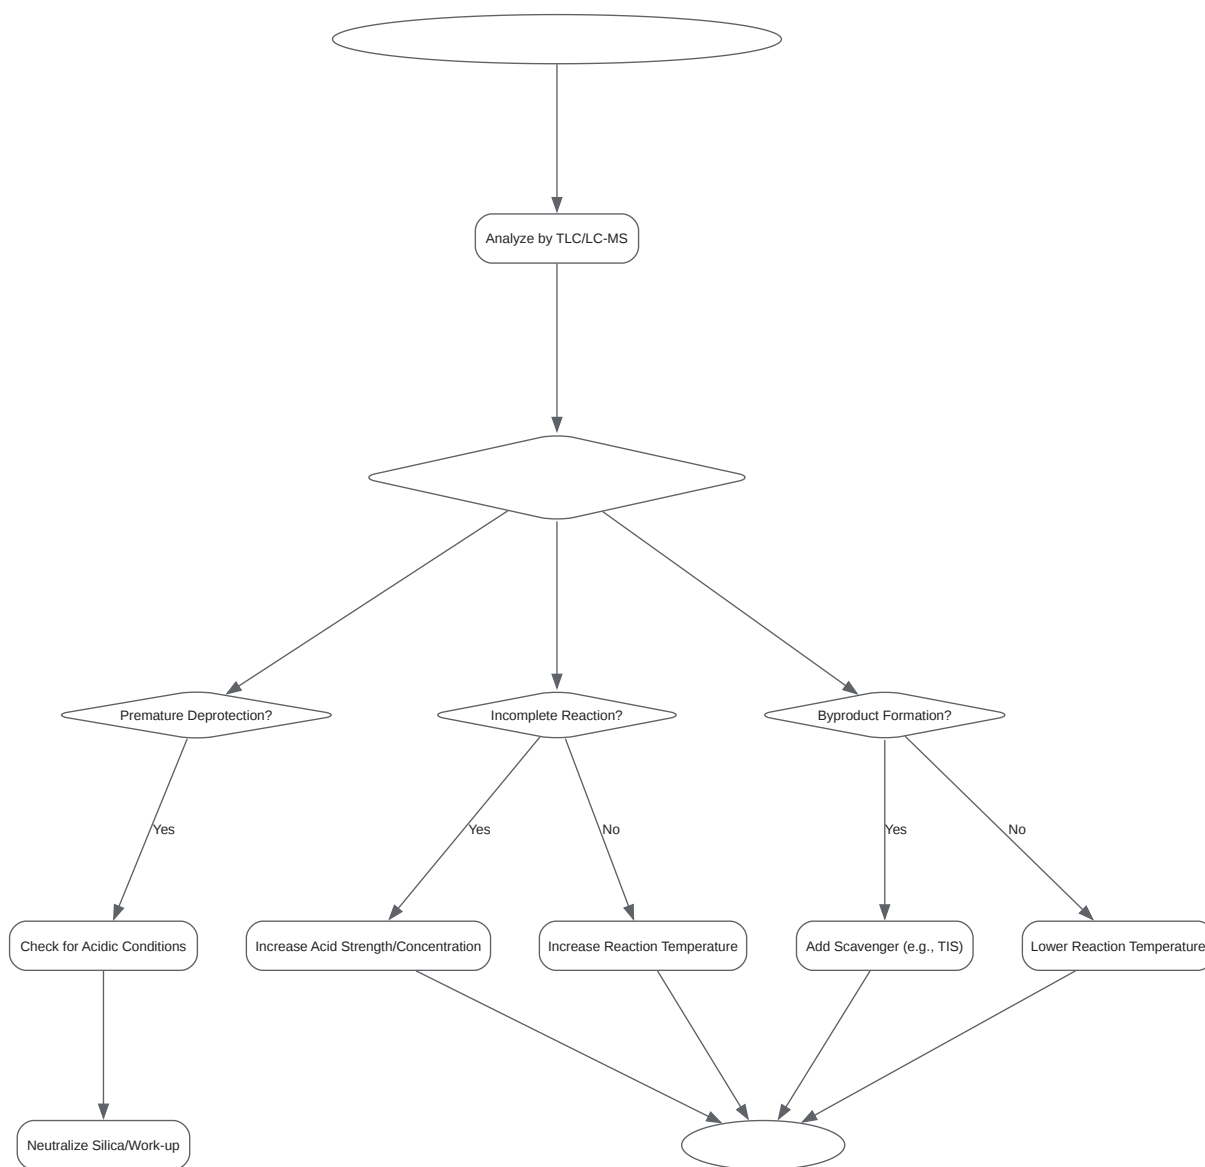 Analyze by TLC/LC-MS
Premature Deprotection?
Incomplete Reaction?
Byproduct Formation?
Yes
Yes
No
Yes
No
Check for Acidic Conditions
Increase Acid Strength/Concentration
Increase Reaction Temperature
Add Scavenger (e.g., TIS)
Lower Reaction Temperature
Neutralize Silica/Work-up